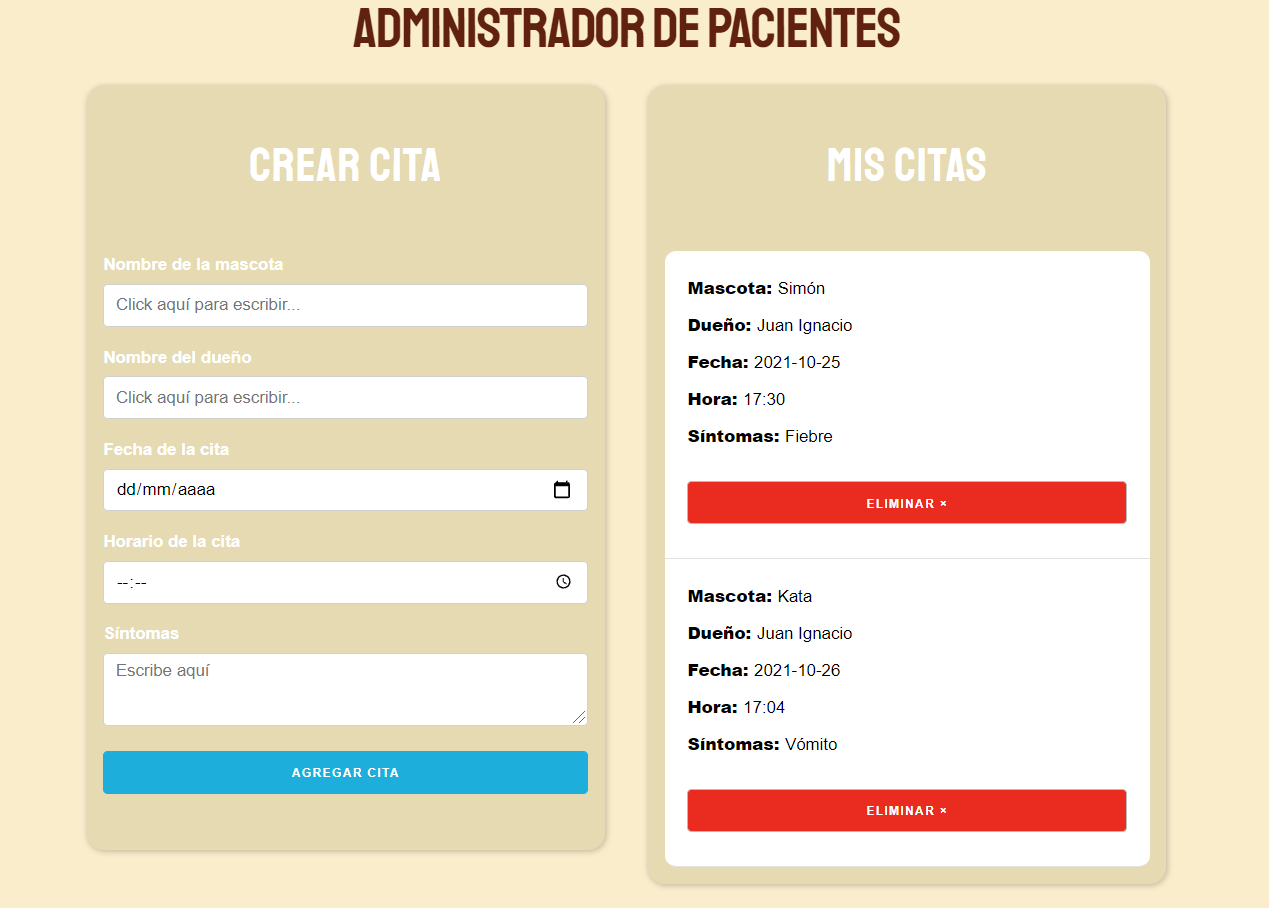 ADMINISTRADOR DE PACIENTES
CREAR CITA
Nombre de la mascota
Click aquí para escribir...
Nombre del dueño
Click aquí para escribir...
Fecha de la cita
dd/mm/aaaa
Horario de la cita
--:--
Síntomas
Escribe aquí
AGREGAR CITA
MIS CITAS
Mascota: Simón
Dueño: Juan Ignacio
Fecha: 2021-10-25
Hora: 17:30
Síntomas: Fiebre
ELIMINAR ×
Mascota: Kata
Dueño: Juan Ignacio
Fecha: 2021-10-26
Hora: 17:04
Síntomas: Vómito
ELIMINAR ×